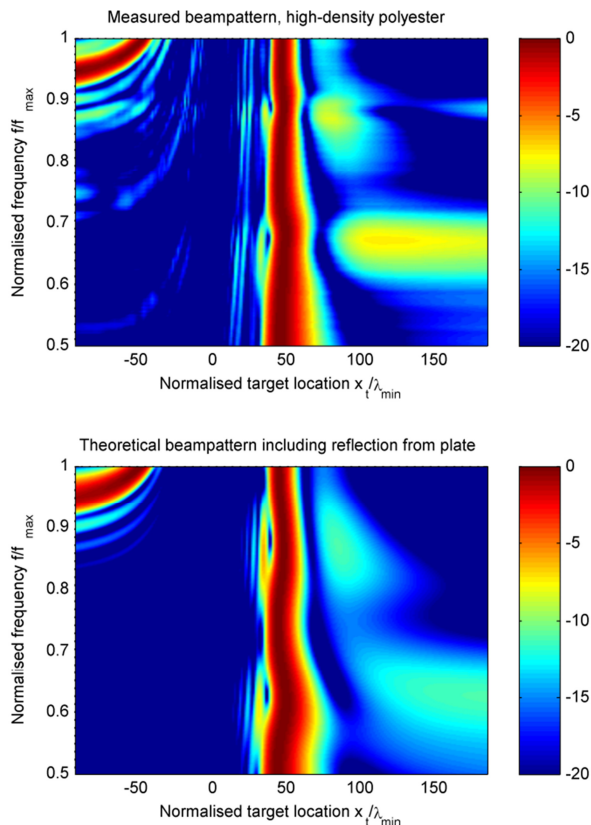 Measured beampattern, high-density polyester
Normalised frequency f/f max
1
0.9
0.8
0.7
0.6
0.5
-50 0 50 100 150
Normalised target location x t/λmin
0
-5
-10
-15
-20
Theoretical beampattern including reflection from plate
Normalised frequency f/f max
1
0.9
0.8
0.7
0.6
0.5
-50 0 50 100 150
Normalised target location x t/λmin
0
-5
-10
-15
-20